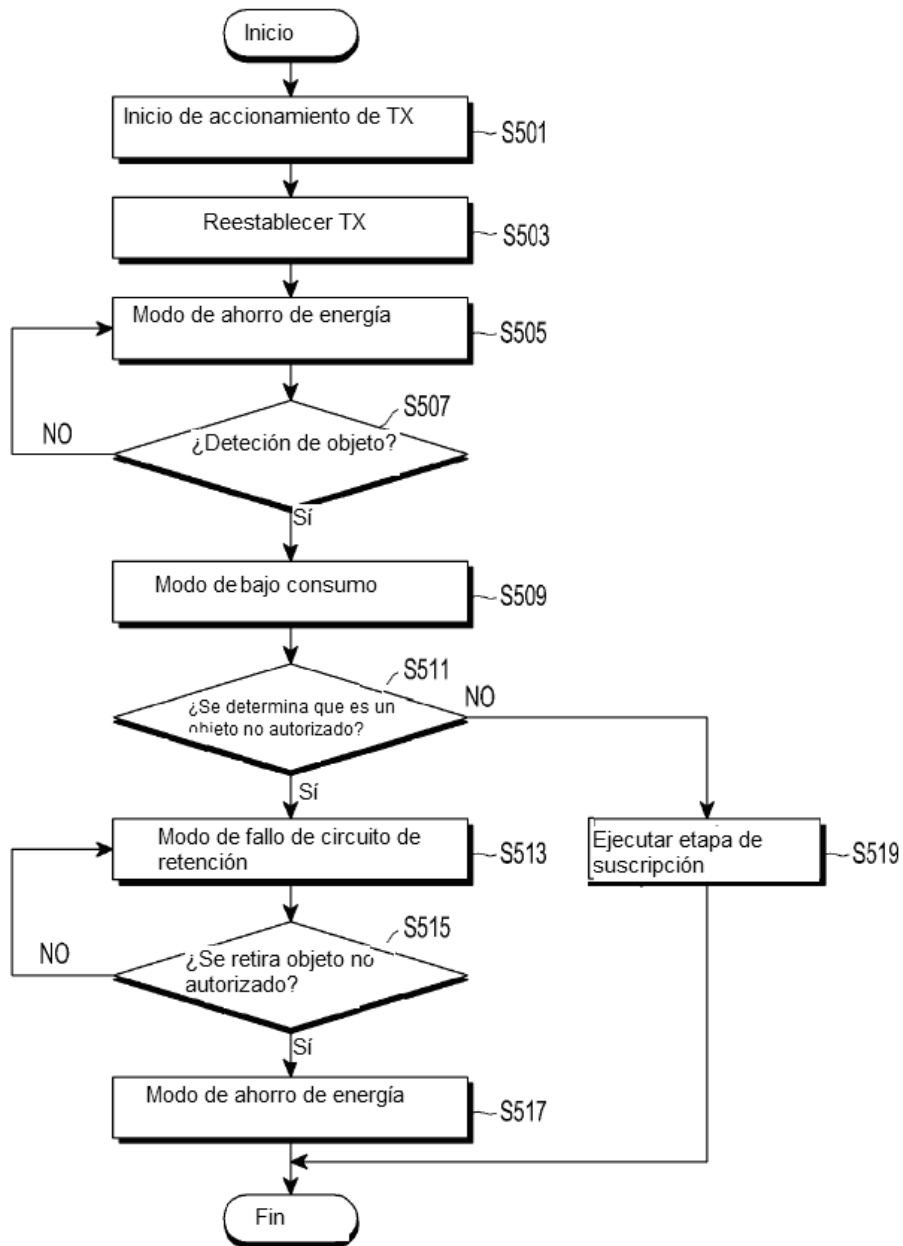 Inicio
Inicio de accionamiento de TX
S501
Reestablecer TX
S503
Modo de ahorro de energía
S505
S507
¿Deteción de objeto?
NO
Sí
Modo de bajo consumo
S509
S511
¿Se determina que es un
objeto no autorizado?
NO
Sí
Modo de fallo de circuito de
retención
S513
Ejecutar etapa de
suscripción
S519
S515
¿Se retira objeto no
autorizado?
NO
Sí
Modo de ahorro de energía
S517
Fin